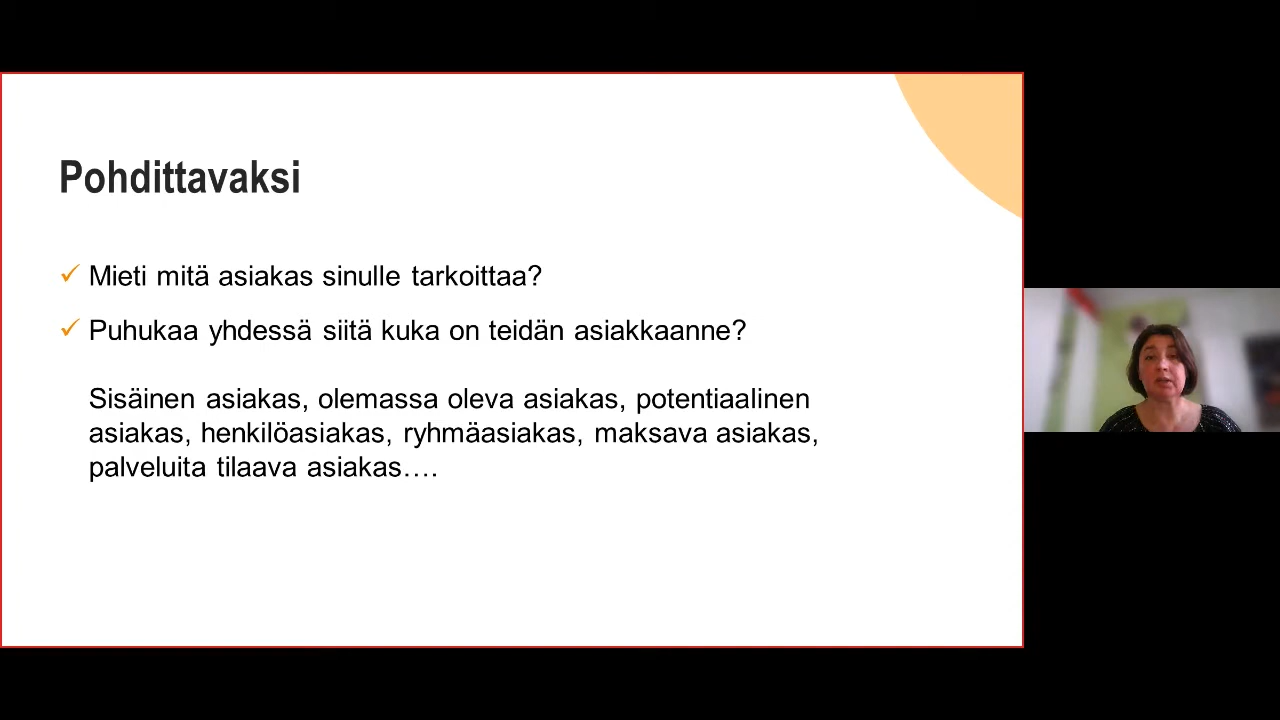 Pohdittavaksi
✓ Mieti mitä asiakas sinulle tarkoittaa?
✓ Puhukaa yhdessä siitä kuka on teidän asiakkaanne?
Sisäinen asiakas, olemassa oleva asiakas, potentiaalinen
asiakas, henkilöasiakas, ryhmäasiakas, maksava asiakas,
palveluita tilaava asiakas….